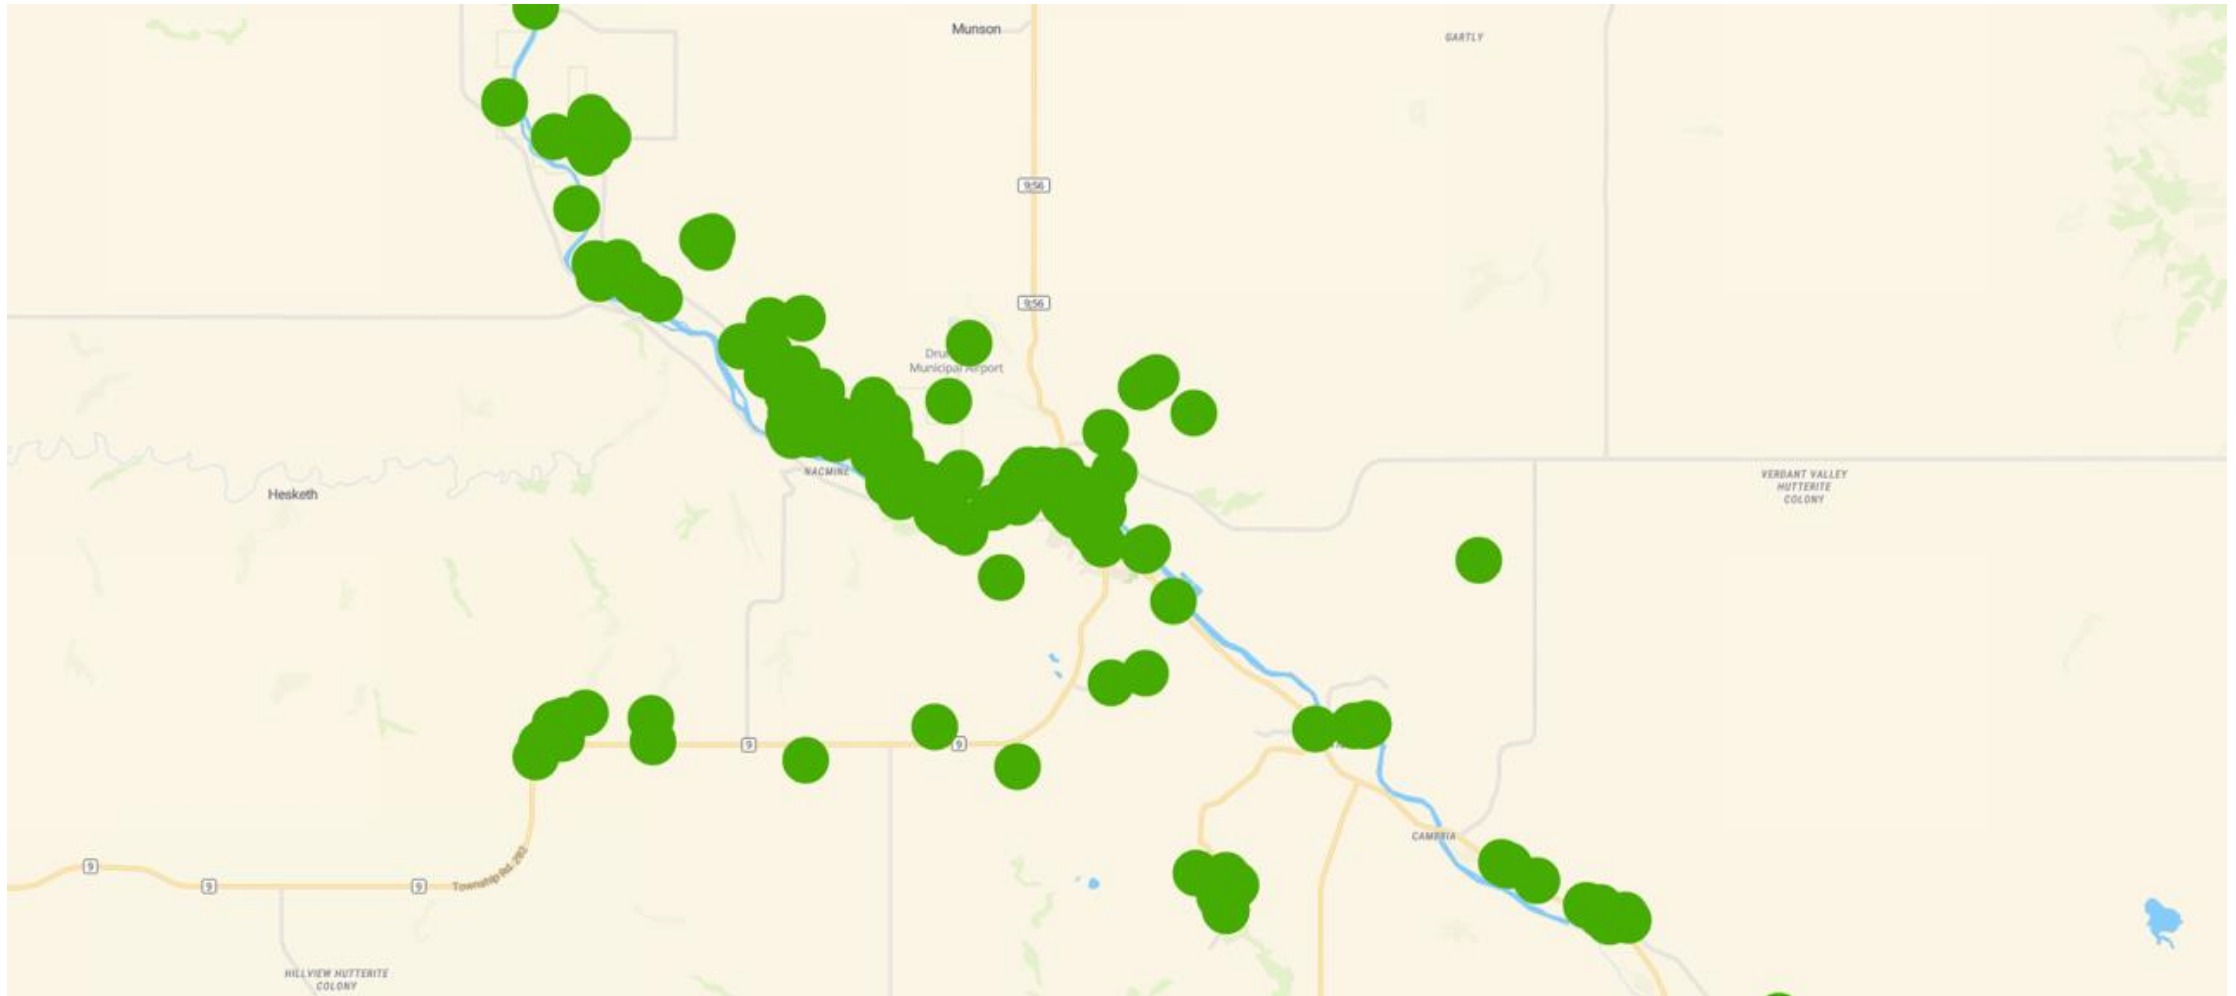 Munson
GARTLY
9;56
9;56
Municipal Airport
NACMINE
Hesketh
VERDANT VALLEY
HUTTERITE
COLONY
9
9
CAMBRIA
9
9
9
Township Rd. 282
HILLVIEW HUTTERITE
COLONY